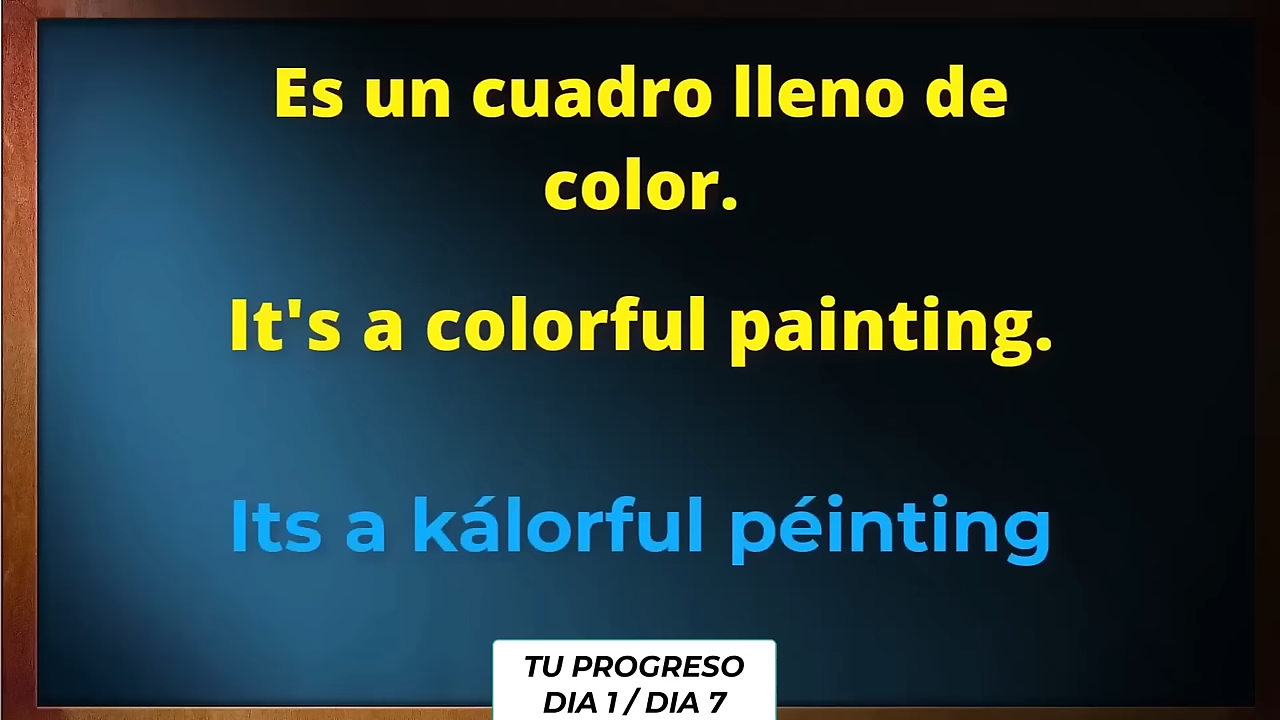 Es un cuadro lleno de
color.
It's a colorful painting.
Its a kálorful péinting
TU PROGRESO
DIA 1 / DIA 7